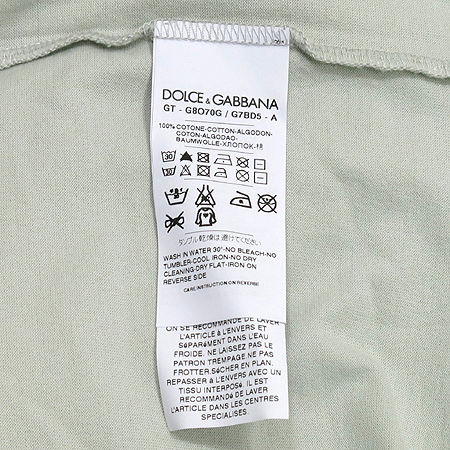 DOLCE & GABBANA
GT - G8O70G / G7BD5 - A
100% COTONE-COTTON-ALGODON-
COTON-ALGODAO-
BAUMWOLLE-ХЛОПОК-棉
タンブル乾燥は避けてください
WASH IN WATER 30°-NO BLEACH-NO
TUMBLER-COOL IRON-NO DRY
CLEANING-DRY FLAT-IRON ON
REVERSE SIDE
CARE INSTRUCTION ON REVERSE
ON SE RECOMMANDE DE LAVER
L'ARTICLE À L'ENVERS ET
SÉPARÉMENT DANS L'EAU
FROIDE. NE LAISSEZ PAS LE
PATRON TREMPAGE NE PAS
FROTTER.SÉCHEZ EN PLAN.
REPASSER À L'ENVERS ET D'UN
TISSU INTERPOSÉ. IL EST
RECOMMANDÉ DE LAVER
L'ARTICLE DANS LES CENTRES
SPÉCIALISÉS.